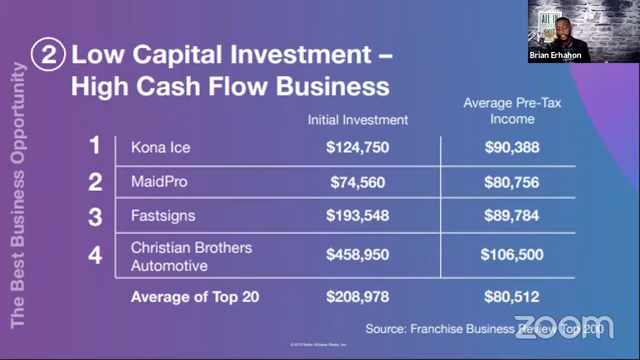 Brian Erhahon
The Best Business Opportunity
2 Low Capital Investment –
High Cash Flow Business
Initial Investment Average Pre-Tax Income
1 Kona Ice $124,750 $90,388
2 MaidPro $74,560 $80,756
3 Fastsigns $193,548 $89,784
4 Christian Brothers Automotive $458,950 $106,500
Average of Top 20 $208,978 $80,512
Source: Franchise Business Review Top 200
zoom